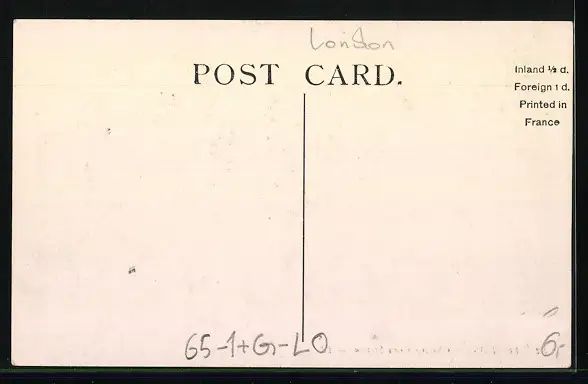 London
POST CARD.
Inland ½ d.
Foreign 1 d.
Printed in
France
65-1+G-LO
6,-